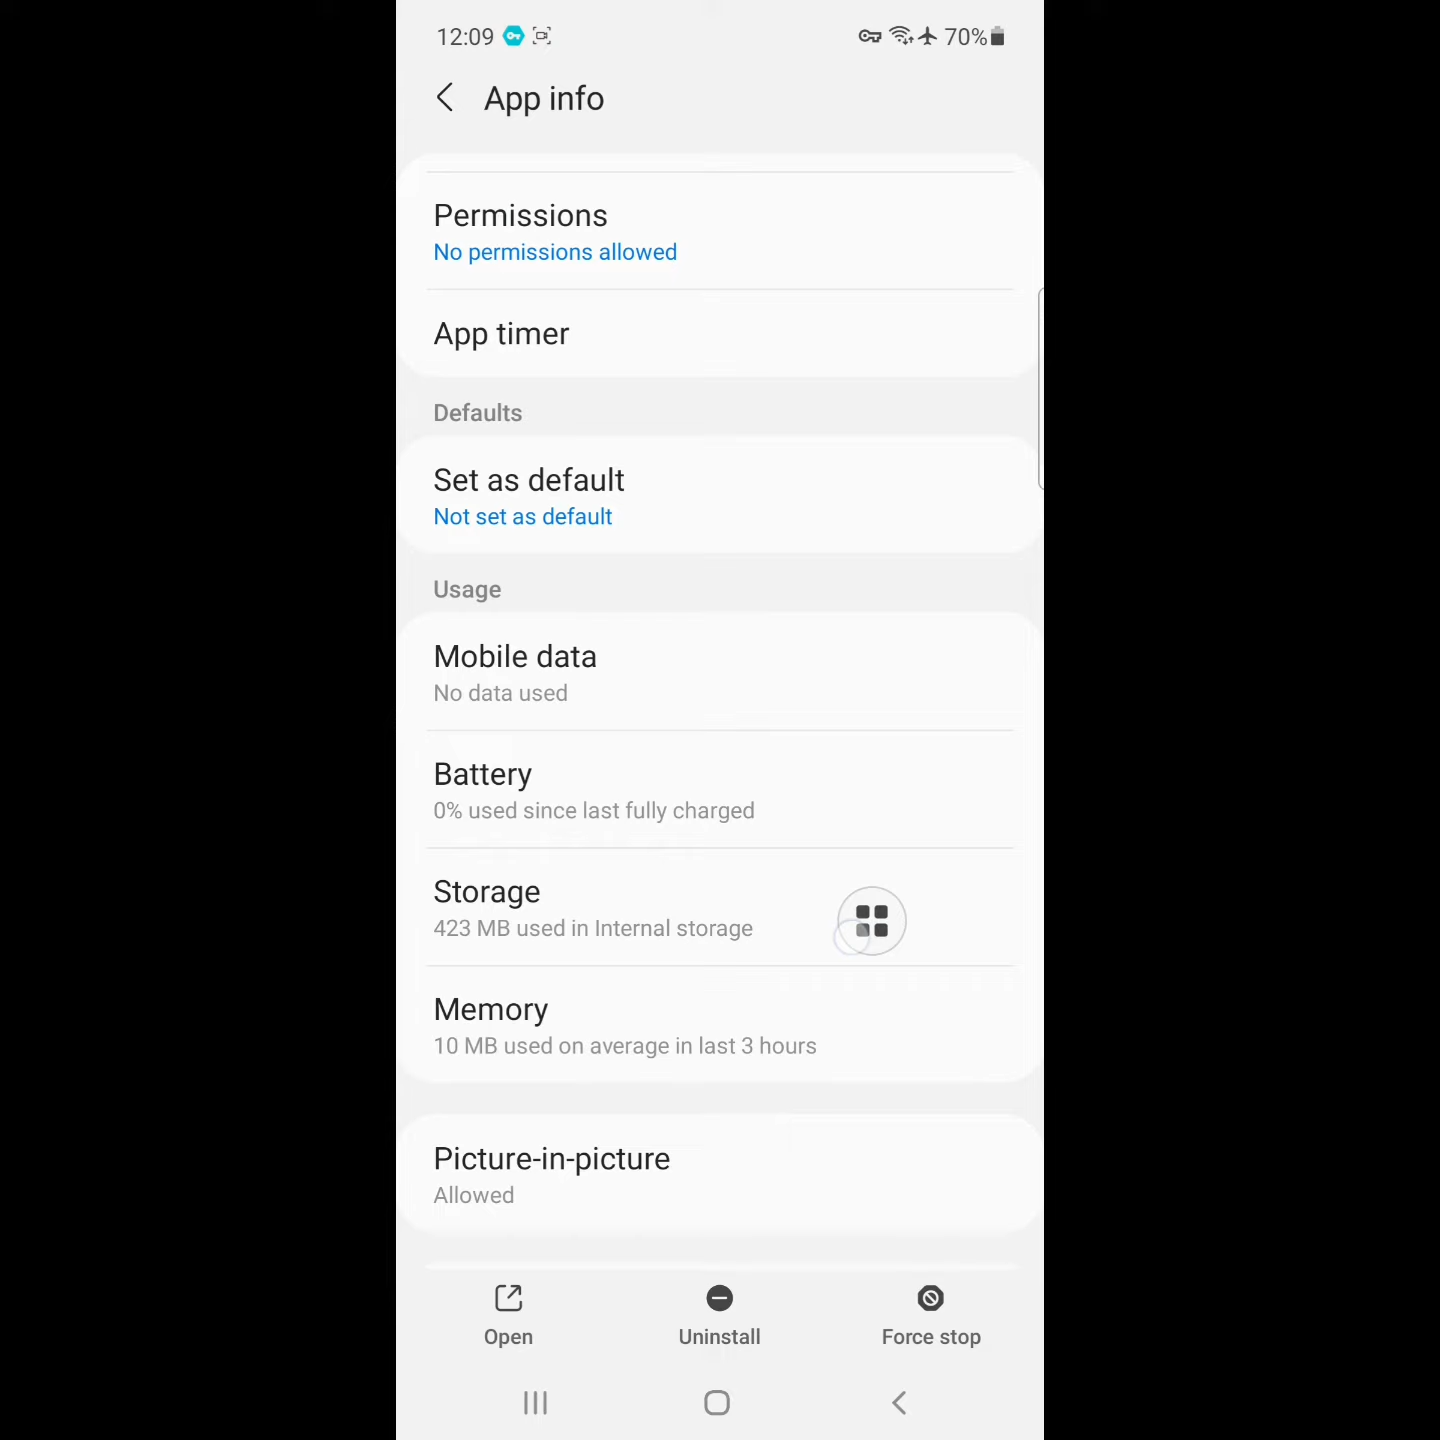 12:09
70%
App info
Permissions
No permissions allowed
App timer
Defaults
Set as default
Not set as default
Usage
Mobile data
No data used
Battery
0% used since last fully charged
Storage
423 MB used in Internal storage
Memory
10 MB used on average in last 3 hours
Picture-in-picture
Allowed
Open
Uninstall
Force stop